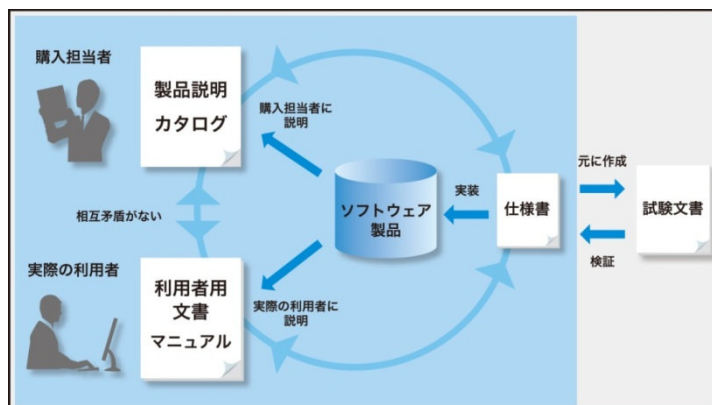 購入担当者
製品説明
カタログ
購入担当者に
説明
元に作成
実装
ソフトウェア
製品
仕様書
試験文書
相互矛盾がない
検証
実際の利用者
利用者用
文書
マニュアル
実際の利用者に
説明